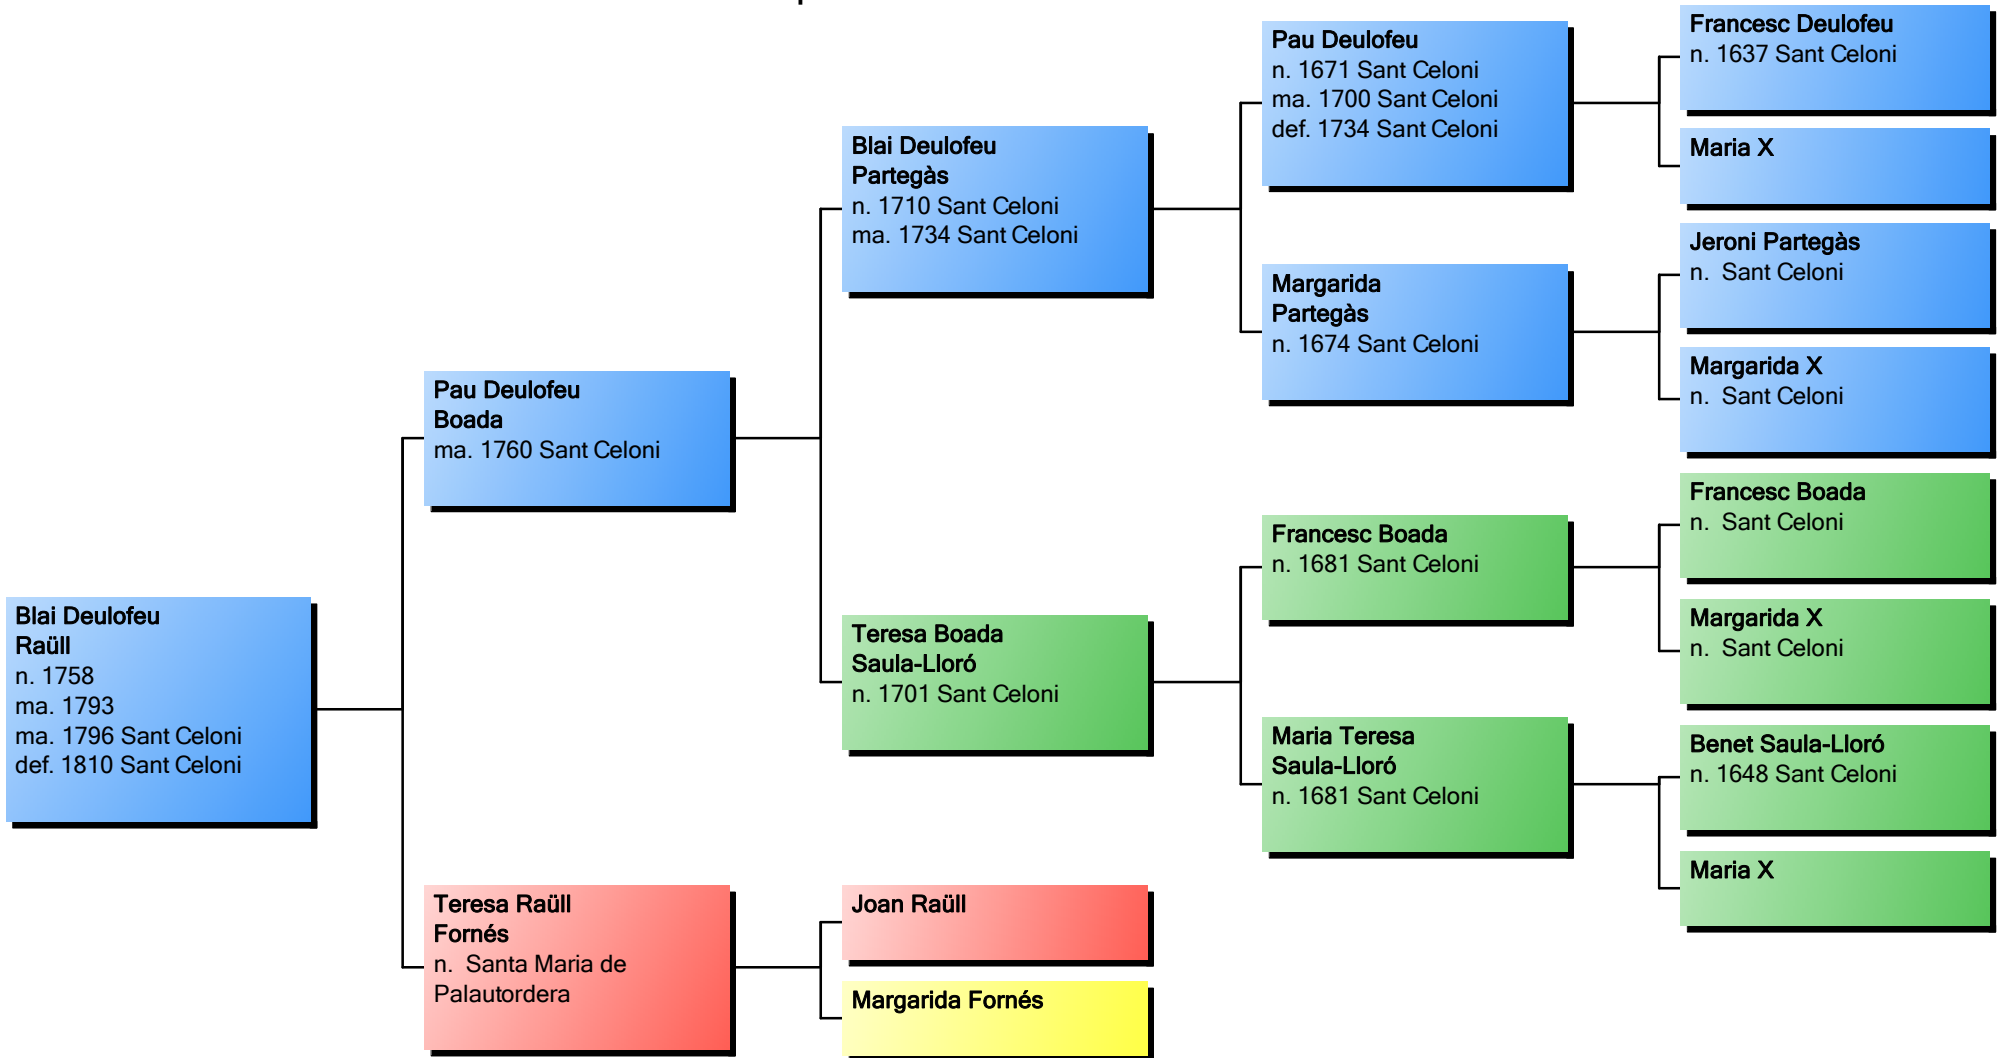 Blai Deulofeu
Raüll
n. 1758
ma. 1793
ma. 1796 Sant Celoni
def. 1810 Sant Celoni
Pau Deulofeu
Boada
ma. 1760 Sant Celoni
Teresa Raüll
Fornés
n. Santa Maria de
Palautordera
Blai Deulofeu
Partegàs
n. 1710 Sant Celoni
ma. 1734 Sant Celoni
Teresa Boada
Saula-Lloró
n. 1701 Sant Celoni
Joan Raüll
Margarida Fornés
Pau Deulofeu
n. 1671 Sant Celoni
ma. 1700 Sant Celoni
def. 1734 Sant Celoni
Margarida
Partegàs
n. 1674 Sant Celoni
Francesc Boada
n. 1681 Sant Celoni
Maria Teresa
Saula-Lloró
n. 1681 Sant Celoni
Francesc Deulofeu
n. 1637 Sant Celoni
Maria X
Jeroni Partegàs
n. Sant Celoni
Margarida X
n. Sant Celoni
Francesc Boada
n. Sant Celoni
Margarida X
n. Sant Celoni
Benet Saula-Lloró
n. 1648 Sant Celoni
Maria X